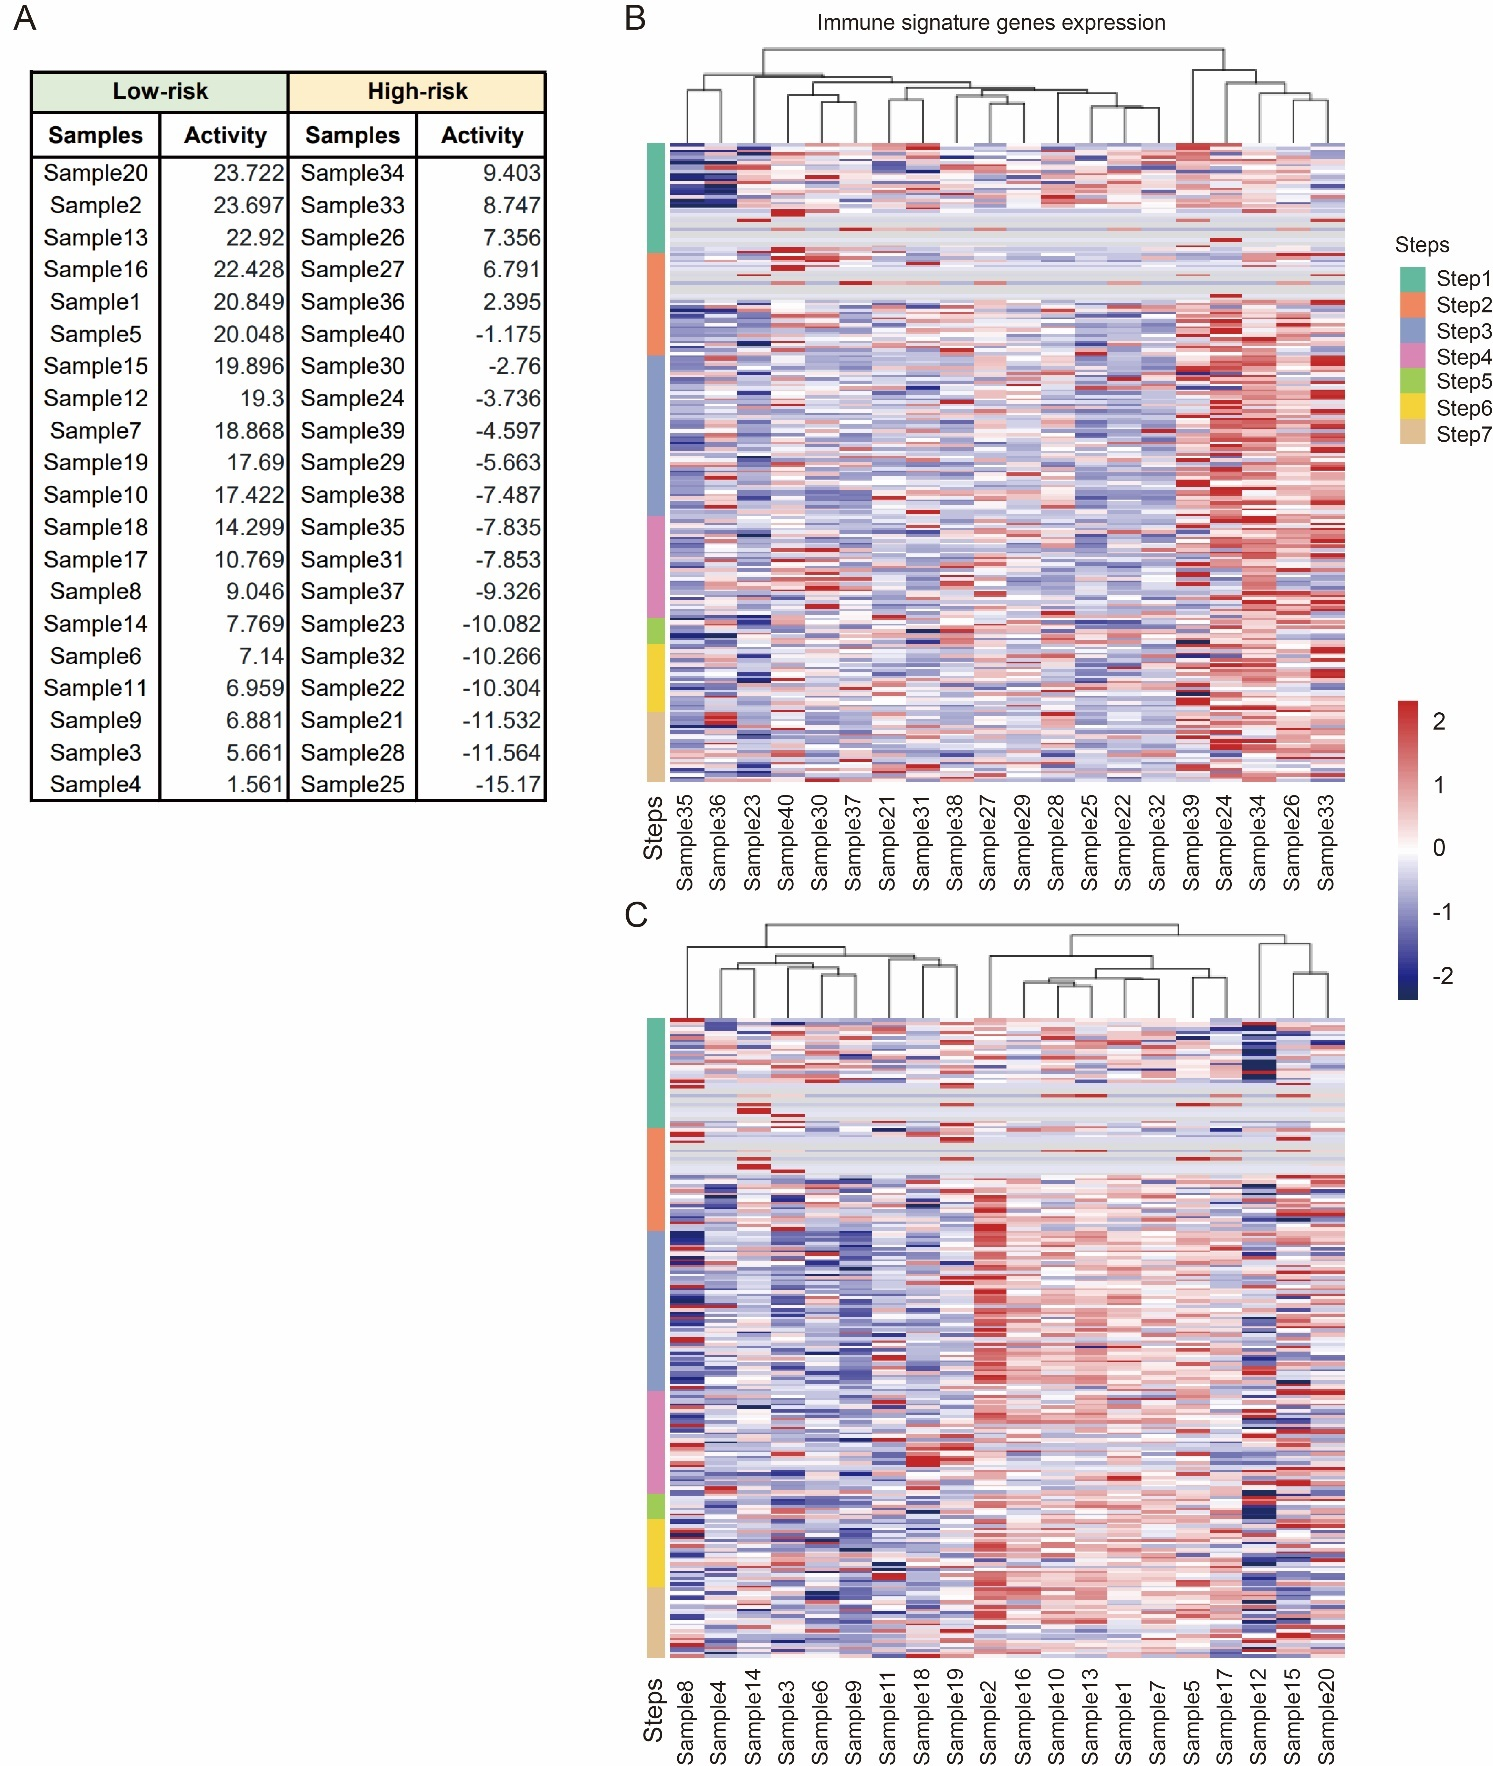 A
Low-risk High-risk
Samples Activity Samples Activity
Sample20 23.722 Sample34 9.403
Sample2 23.697 Sample33 8.747
Sample13 22.92 Sample26 7.356
Sample16 22.428 Sample27 6.791
Sample1 20.849 Sample36 2.395
Sample5 20.048 Sample40 -1.175
Sample15 19.896 Sample30 -2.76
Sample12 19.3 Sample24 -3.736
Sample7 18.868 Sample39 -4.597
Sample19 17.69 Sample29 -5.663
Sample10 17.422 Sample38 -7.487
Sample18 14.299 Sample35 -7.835
Sample17 10.769 Sample31 -7.853
Sample8 9.046 Sample37 -9.326
Sample14 7.769 Sample23 -10.082
Sample6 7.14 Sample32 -10.266
Sample11 6.959 Sample22 -10.304
Sample9 6.881 Sample21 -11.532
Sample3 5.661 Sample28 -11.564
Sample4 1.561 Sample25 -15.17
B
Immune signature genes expression
Steps
Sample35
Sample36
Sample23
Sample40
Sample30
Sample37
Sample21
Sample31
Sample38
Sample27
Sample29
Sample28
Sample25
Sample22
Sample32
Sample39
Sample24
Sample34
Sample26
Sample33
Steps
Step1
Step2
Step3
Step4
Step5
Step6
Step7
2
1
0
-1
-2
C
Steps
Sample8
Sample4
Sample14
Sample3
Sample6
Sample9
Sample11
Sample18
Sample19
Sample2
Sample16
Sample10
Sample13
Sample1
Sample7
Sample5
Sample17
Sample12
Sample15
Sample20